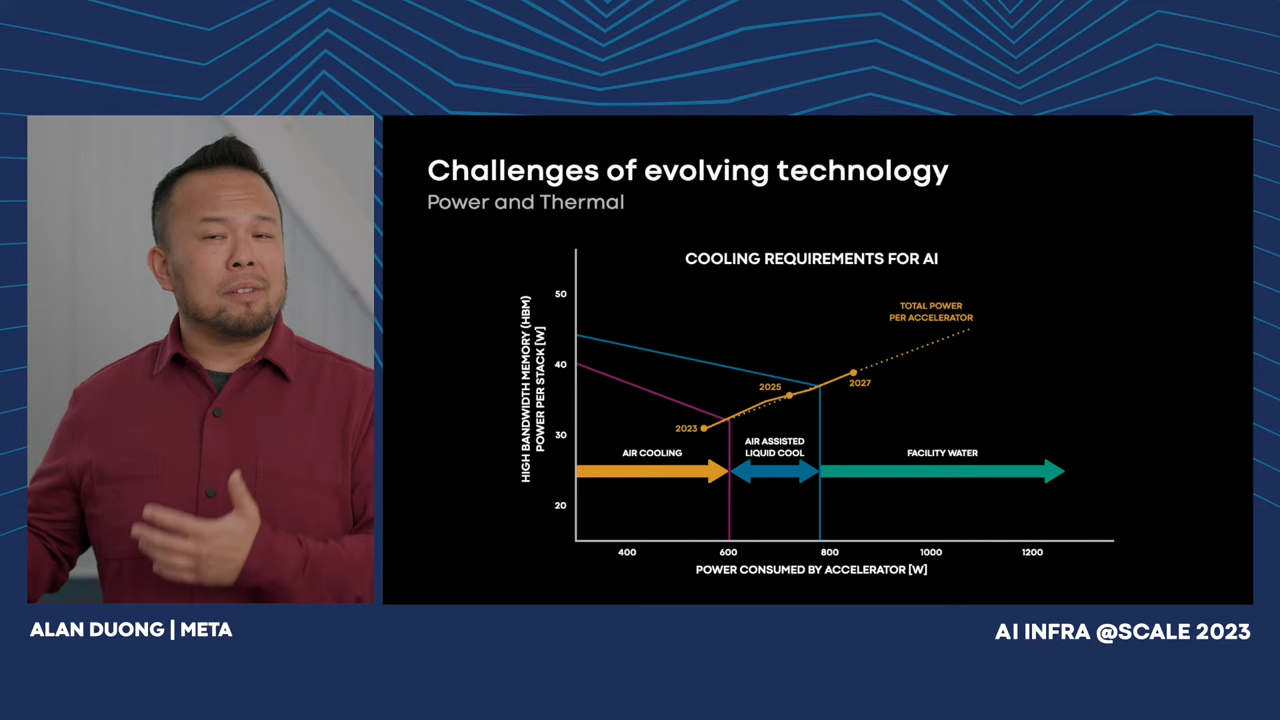 Challenges of evolving technology
Power and Thermal
COOLING REQUIREMENTS FOR AI
HIGH BANDWIDTH MEMORY (HBM)
POWER PER STACK [W]
50
40
30
20
TOTAL POWER
PER ACCELERATOR
2023
2025
2027
AIR COOLING
AIR ASSISTED
LIQUID COOL
FACILITY WATER
400
600
800
1000
1200
POWER CONSUMED BY ACCELERATOR [W]
ALAN DUONG | META
AI INFRA @SCALE 2023